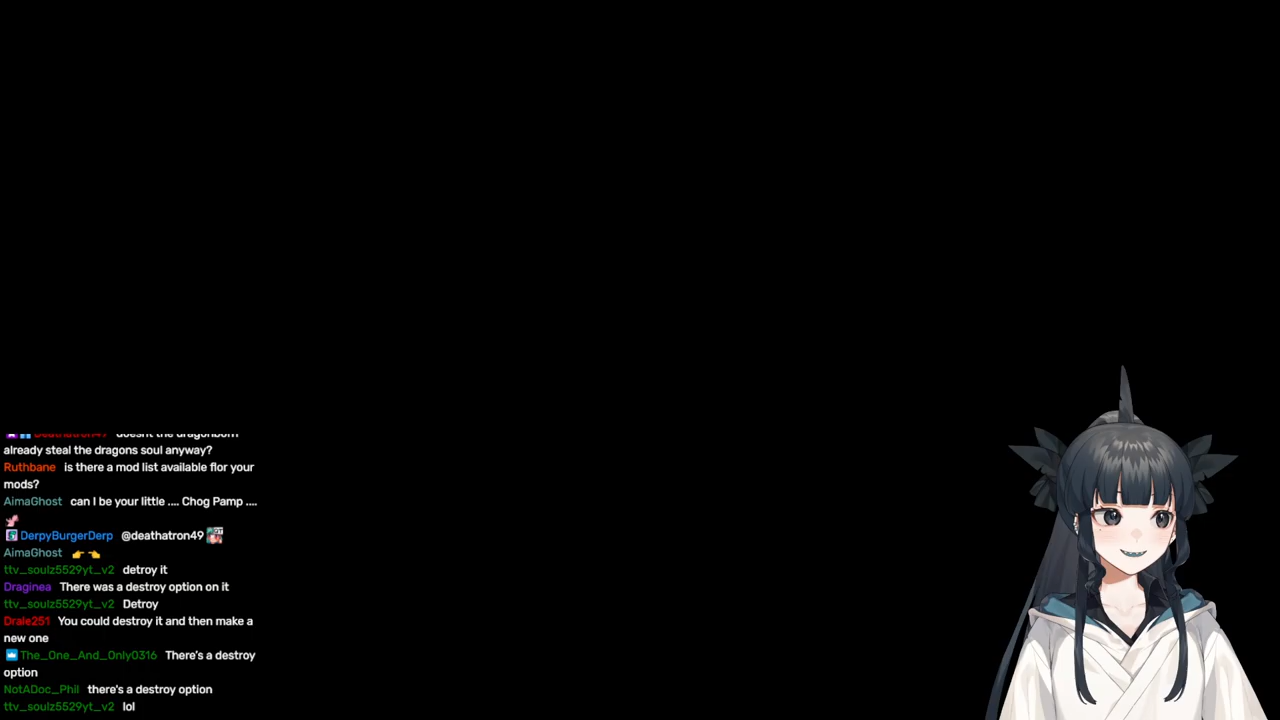 Deathatron49 doesnt the dragonborn
already steal the dragons soul anyway?
Ruthbane is there a mod list available flor your
mods?
AimaGhost can I be your little .... Chog Pamp ....
DerpyBurgerDerp @deathatron49
AimaGhost 👉 👈
ttv_soulz5529yt_v2 detroy it
Draginea There was a destroy option on it
ttv_soulz5529yt_v2 Detroy
Drale251 You could destroy it and then make a
new one
The_One_And_Only0316 There's a destroy
option
NotADoc_Phil there's a destroy option
ttv_soulz5529yt_v2 lol